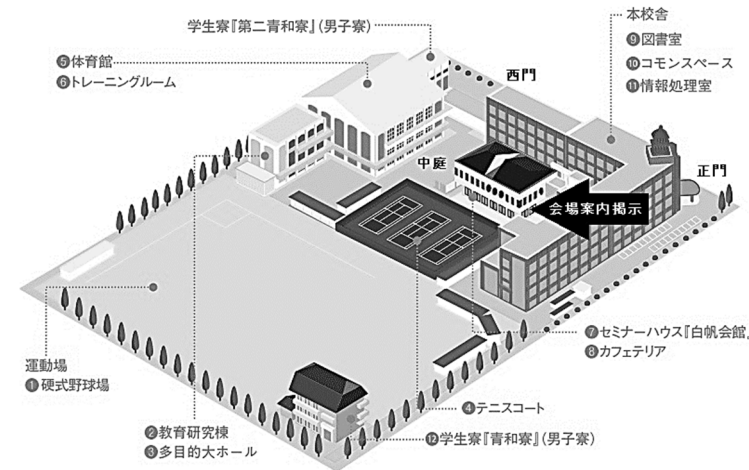 学生寮『第二青和寮』(男子寮)
❺体育館
❻トレーニングルーム
本校舎
❾図書室
❿コモンスペース
⓫情報処理室
西門
中庭
正門
会場案内掲示
❼セミナーハウス『白帆会館』
❽カフェテリア
運動場
❶硬式野球場
❷教育研究棟
❸多目的大ホール
❹テニスコート
⓬学生寮『青和寮』(男子寮)